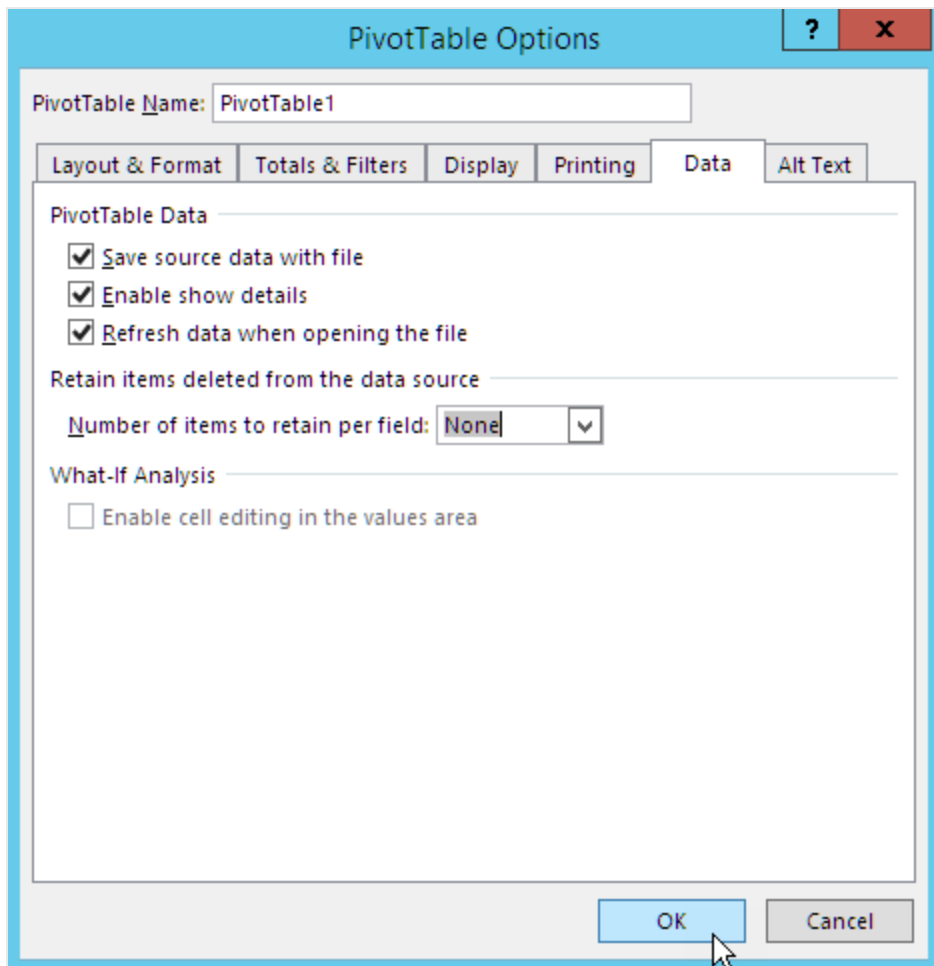 PivotTable Options ? x
PivotTable Name: PivotTable1
Layout & Format Totals & Filters Display Printing Data Alt Text
PivotTable Data
Save source data with file
Enable show details
Refresh data when opening the file
Retain items deleted from the data source
Number of items to retain per field: None
What-If Analysis
Enable cell editing in the values area
OK Cancel